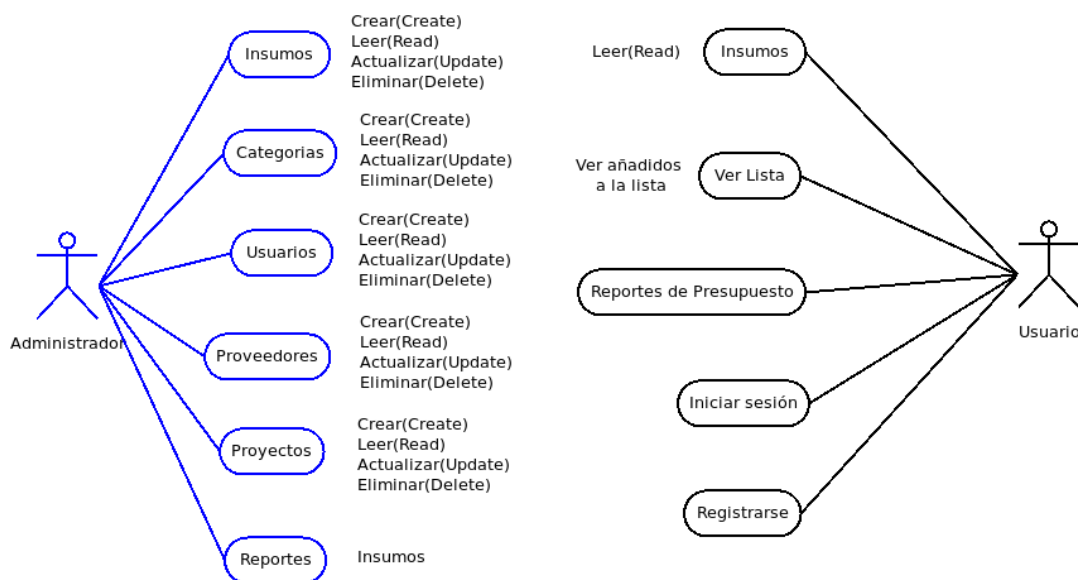 Insumos
Crear(Create)
Leer(Read)
Actualizar(Update)
Eliminar(Delete)
Categorias
Crear(Create)
Leer(Read)
Actualizar(Update)
Eliminar(Delete)
Usuarios
Crear(Create)
Leer(Read)
Actualizar(Update)
Eliminar(Delete)
Administrador
Proveedores
Crear(Create)
Leer(Read)
Actualizar(Update)
Eliminar(Delete)
Proyectos
Crear(Create)
Leer(Read)
Actualizar(Update)
Eliminar(Delete)
Reportes
Insumos
Leer(Read)
Insumos
Ver añadidos
a la lista
Ver Lista
Reportes de Presupuesto
Usuario
Iniciar sesión
Registrarse